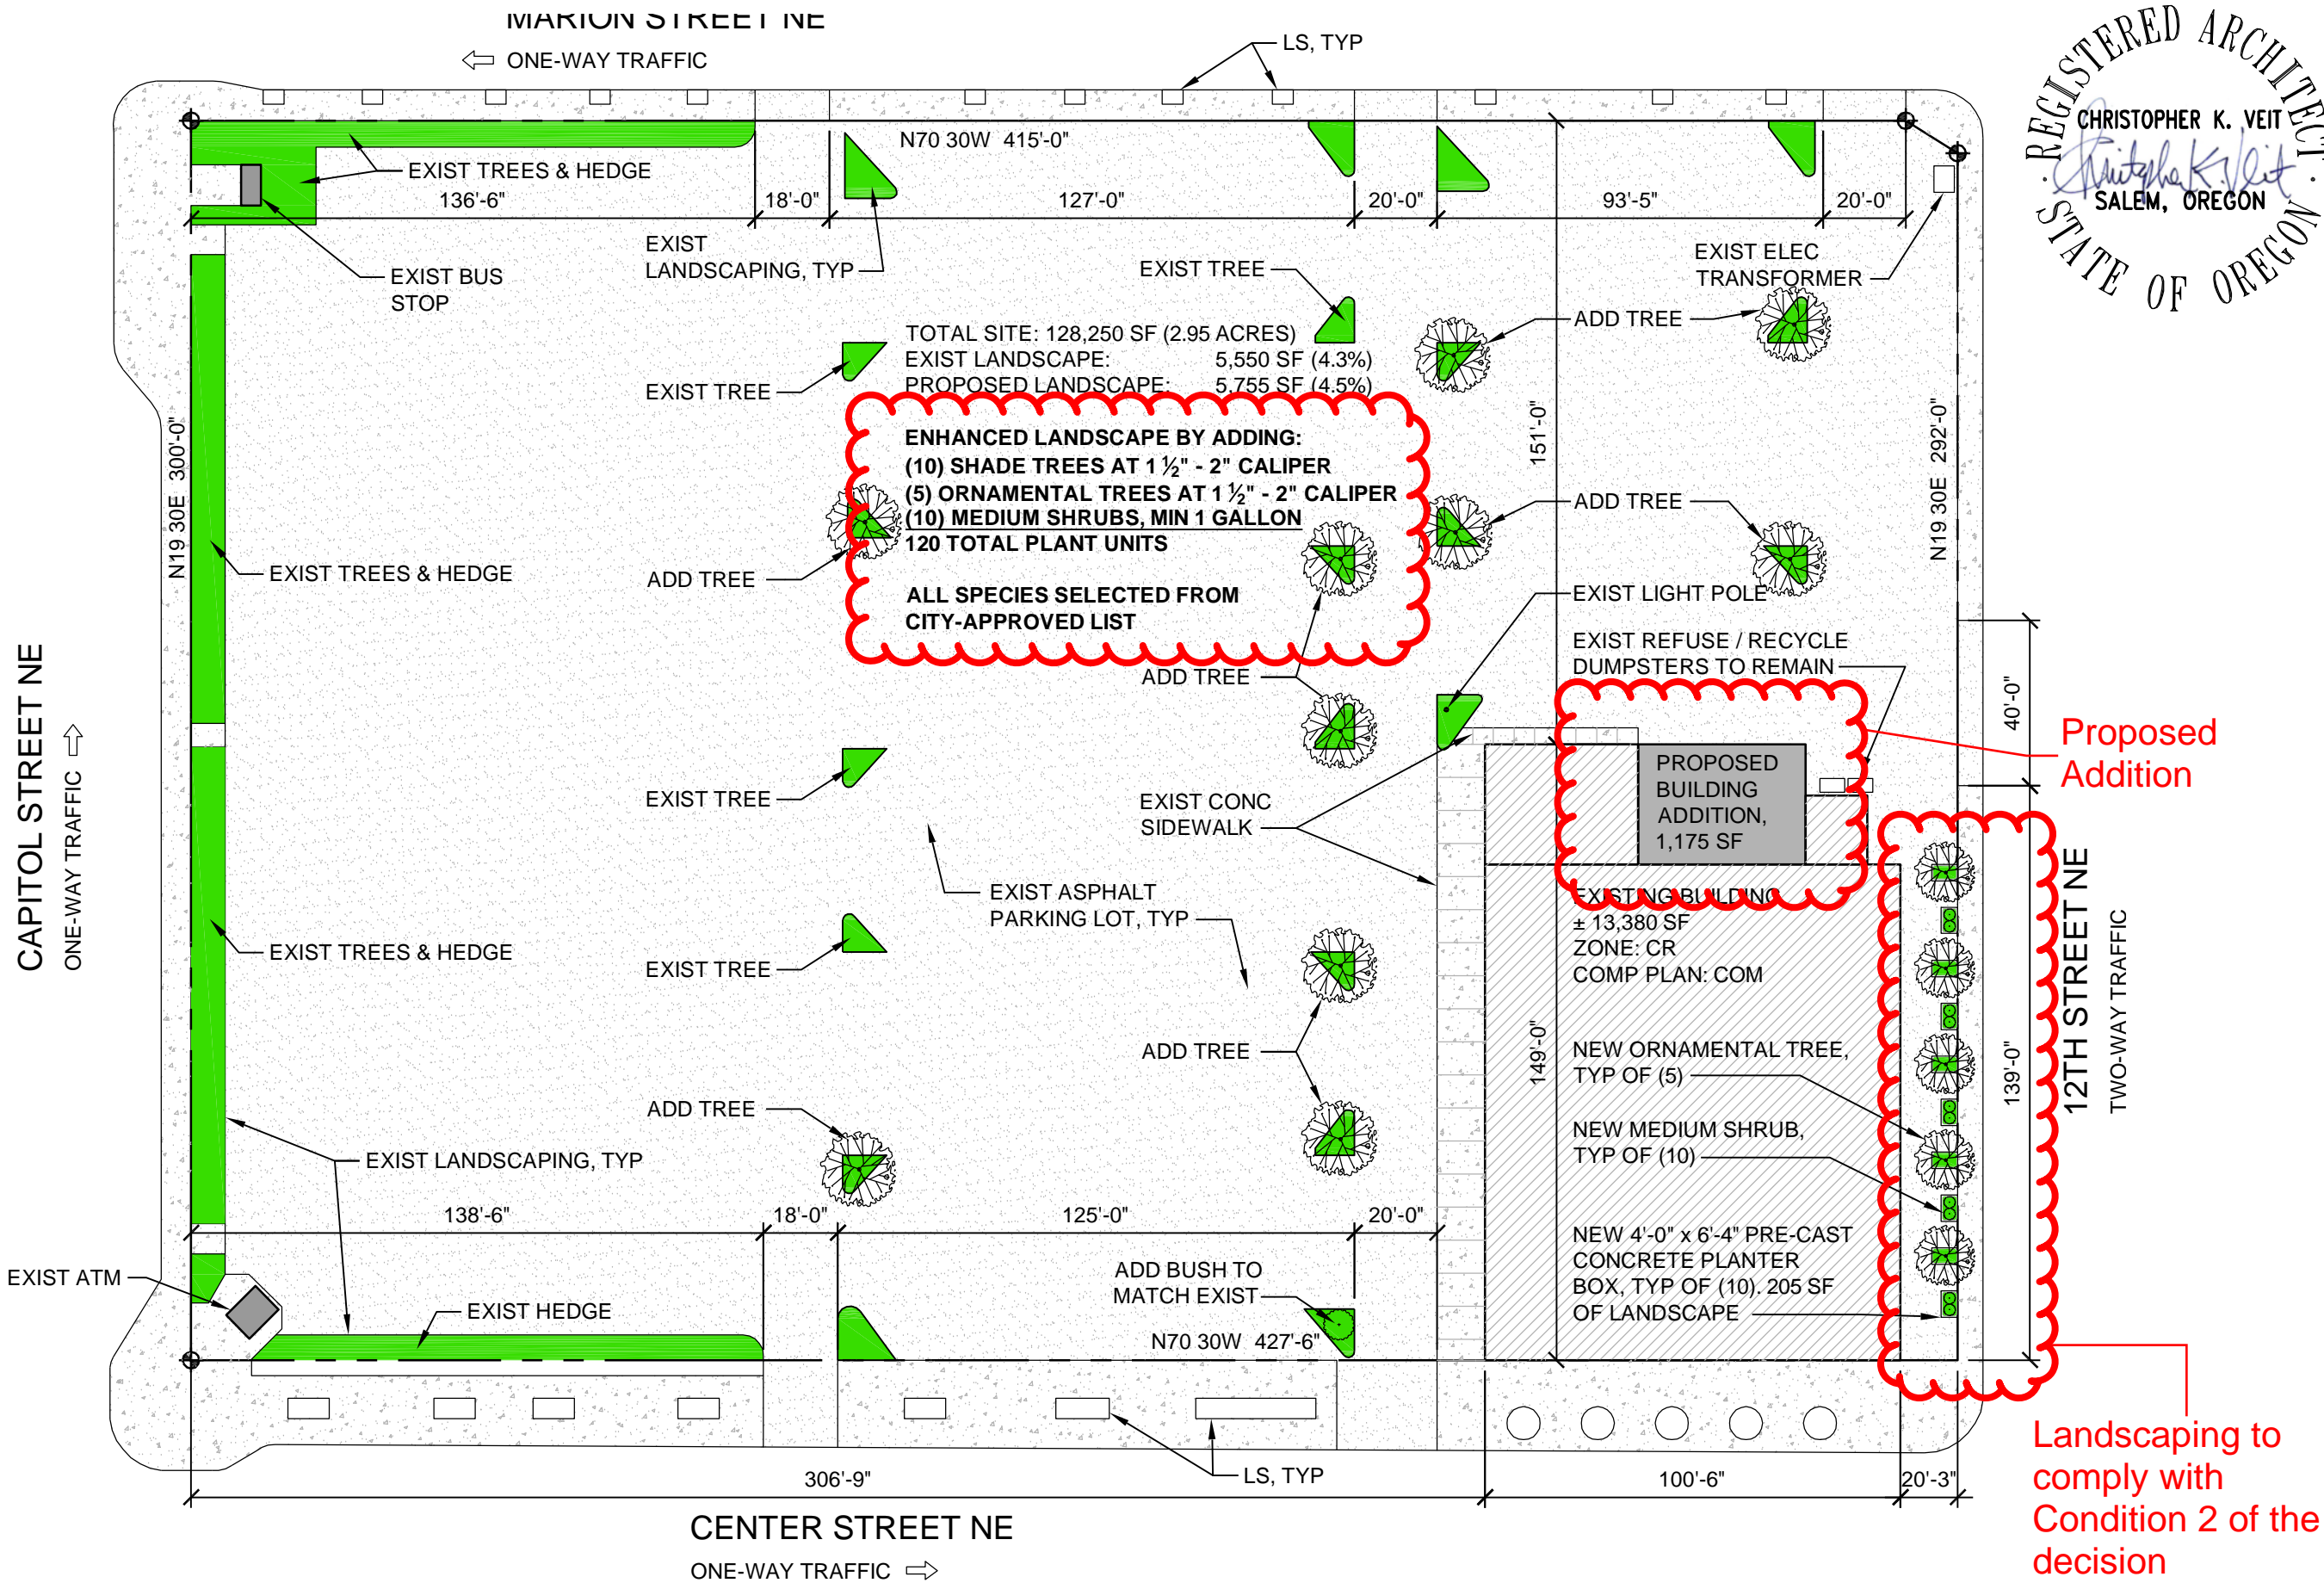 MARION STREET NE
ONE-WAY TRAFFIC
LS, TYP
REGISTERED ARCHITECT
CHRISTOPHER K. VEIT
Christopher K. Veit
SALEM, OREGON
STATE OF OREGON
N70 30W 415'-0"
EXIST TREES & HEDGE
136'-6"
18'-0"
127'-0"
20'-0"
93'-5"
20'-0"
EXIST BUS
STOP
EXIST
LANDSCAPING, TYP
EXIST TREE
EXIST ELEC
TRANSFORMER
ADD TREE
TOTAL SITE: 128,250 SF (2.95 ACRES)
EXIST LANDSCAPE: 5,550 SF (4.3%)
PROPOSED LANDSCAPE: 5,755 SF (4.5%)
EXIST TREE
N19 30E 300'-0"
151'-0"
N19 30E 292'-0"
ENHANCED LANDSCAPE BY ADDING:
(10) SHADE TREES AT 1 ½" - 2" CALIPER
(5) ORNAMENTAL TREES AT 1 ½" - 2" CALIPER
(10) MEDIUM SHRUBS, MIN 1 GALLON
120 TOTAL PLANT UNITS
ALL SPECIES SELECTED FROM
CITY-APPROVED LIST
ADD TREE
EXIST TREES & HEDGE
ADD TREE
EXIST LIGHT POLE
EXIST REFUSE / RECYCLE
DUMPSTERS TO REMAIN
ADD TREE
40'-0"
Proposed
Addition
CAPITOL STREET NE
ONE-WAY TRAFFIC
PROPOSED
BUILDING
ADDITION,
1,175 SF
EXIST TREE
EXIST CONC
SIDEWALK
EXIST ASPHALT
PARKING LOT, TYP
EXISTING BUILDING
± 13,380 SF
ZONE: CR
COMP PLAN: COM
12TH STREET NE
TWO-WAY TRAFFIC
EXIST TREES & HEDGE
EXIST TREE
149'-0"
139'-0"
ADD TREE
NEW ORNAMENTAL TREE,
TYP OF (5)
ADD TREE
NEW MEDIUM SHRUB,
TYP OF (10)
EXIST LANDSCAPING, TYP
138'-6"
18'-0"
125'-0"
20'-0"
NEW 4'-0" x 6'-4" PRE-CAST
CONCRETE PLANTER
BOX, TYP OF (10). 205 SF
OF LANDSCAPE
EXIST ATM
ADD BUSH TO
MATCH EXIST
EXIST HEDGE
N70 30W 427'-6"
LS, TYP
306'-9"
100'-6"
20'-3"
Landscaping to
comply with
Condition 2 of the
decision
CENTER STREET NE
ONE-WAY TRAFFIC